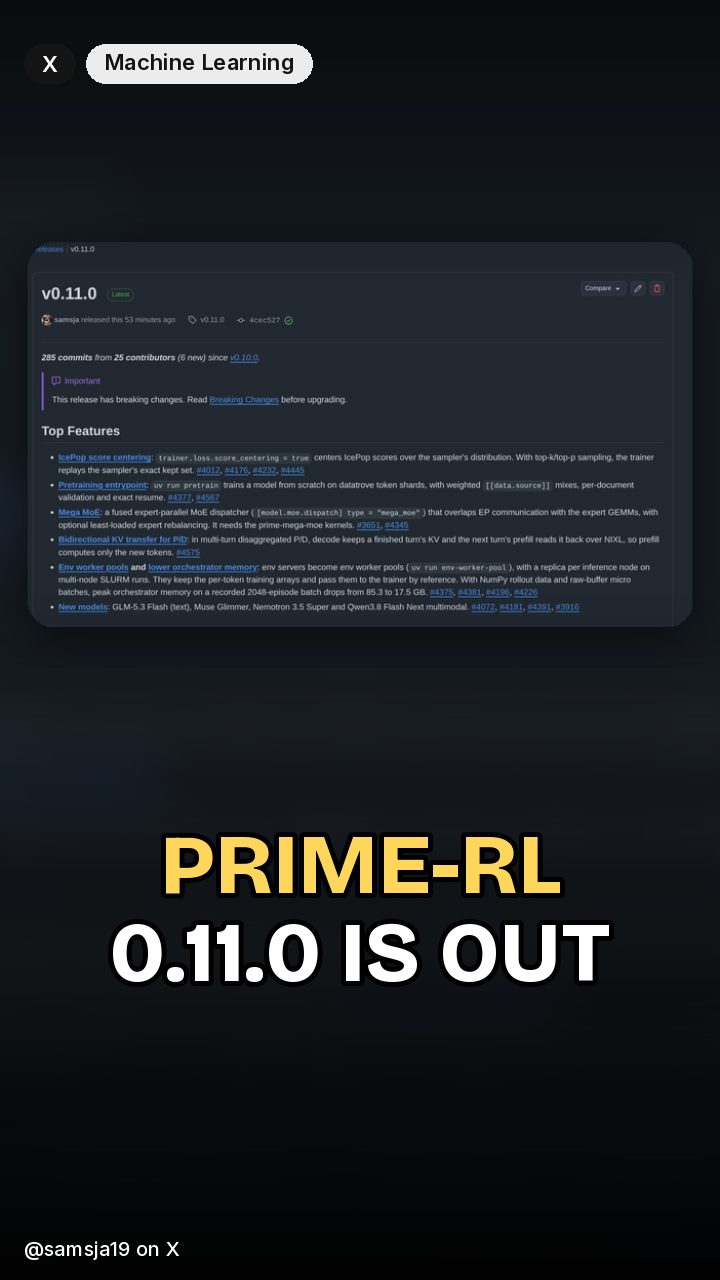 X
Machine Learning
eleases / v0.11.0
v0.11.0 Latest
Compare
samsja released this 53 minutes ago v0.11.0 4cec527
285 commits from 25 contributors (6 new) since v0.10.0.
Important
This release has breaking changes. Read Breaking Changes before upgrading.
Top Features
• IcePop score centering: trainer.loss.score_centering = true centers IcePop scores over the sampler's distribution. With top-k/top-p sampling, the trainer
replays the sampler's exact kept set. #4012, #4176, #4232, #4445
• Pretraining entrypoint: uv run pretrain trains a model from scratch on datatrove token shards, with weighted [[data.source]] mixes, per-document
validation and exact resume. #4377, #4567
• Mega MoE: a fused expert-parallel MoE dispatcher ( [model.moe.dispatch] type = "mega_moe" ) that overlaps EP communication with the expert GEMMs, with
optional least-loaded expert rebalancing. It needs the prime-mega-moe kernels. #3651, #4345
• Bidirectional KV transfer for P/D: in multi-turn disaggregated P/D, decode keeps a finished turn's KV and the next turn's prefill reads it back over NIXL, so prefill
computes only the new tokens. #4575
• Env worker pools and lower orchestrator memory: env servers become env worker pools ( uv run env-worker-pool ), with a replica per inference node on
multi-node SLURM runs. They keep the per-token training arrays and pass them to the trainer by reference. With NumPy rollout data and raw-buffer micro
batches, peak orchestrator memory on a recorded 2048-episode batch drops from 85.3 to 17.5 GB. #4375, #4381, #4196, #4226
• New models: GLM-5.3 Flash (text), Muse Glimmer, Nemotron 3.5 Super and Qwen3.8 Flash Next multimodal. #4072, #4181, #4391, #3916
PRIME-RL
0.11.0 IS OUT
@samsja19 on X